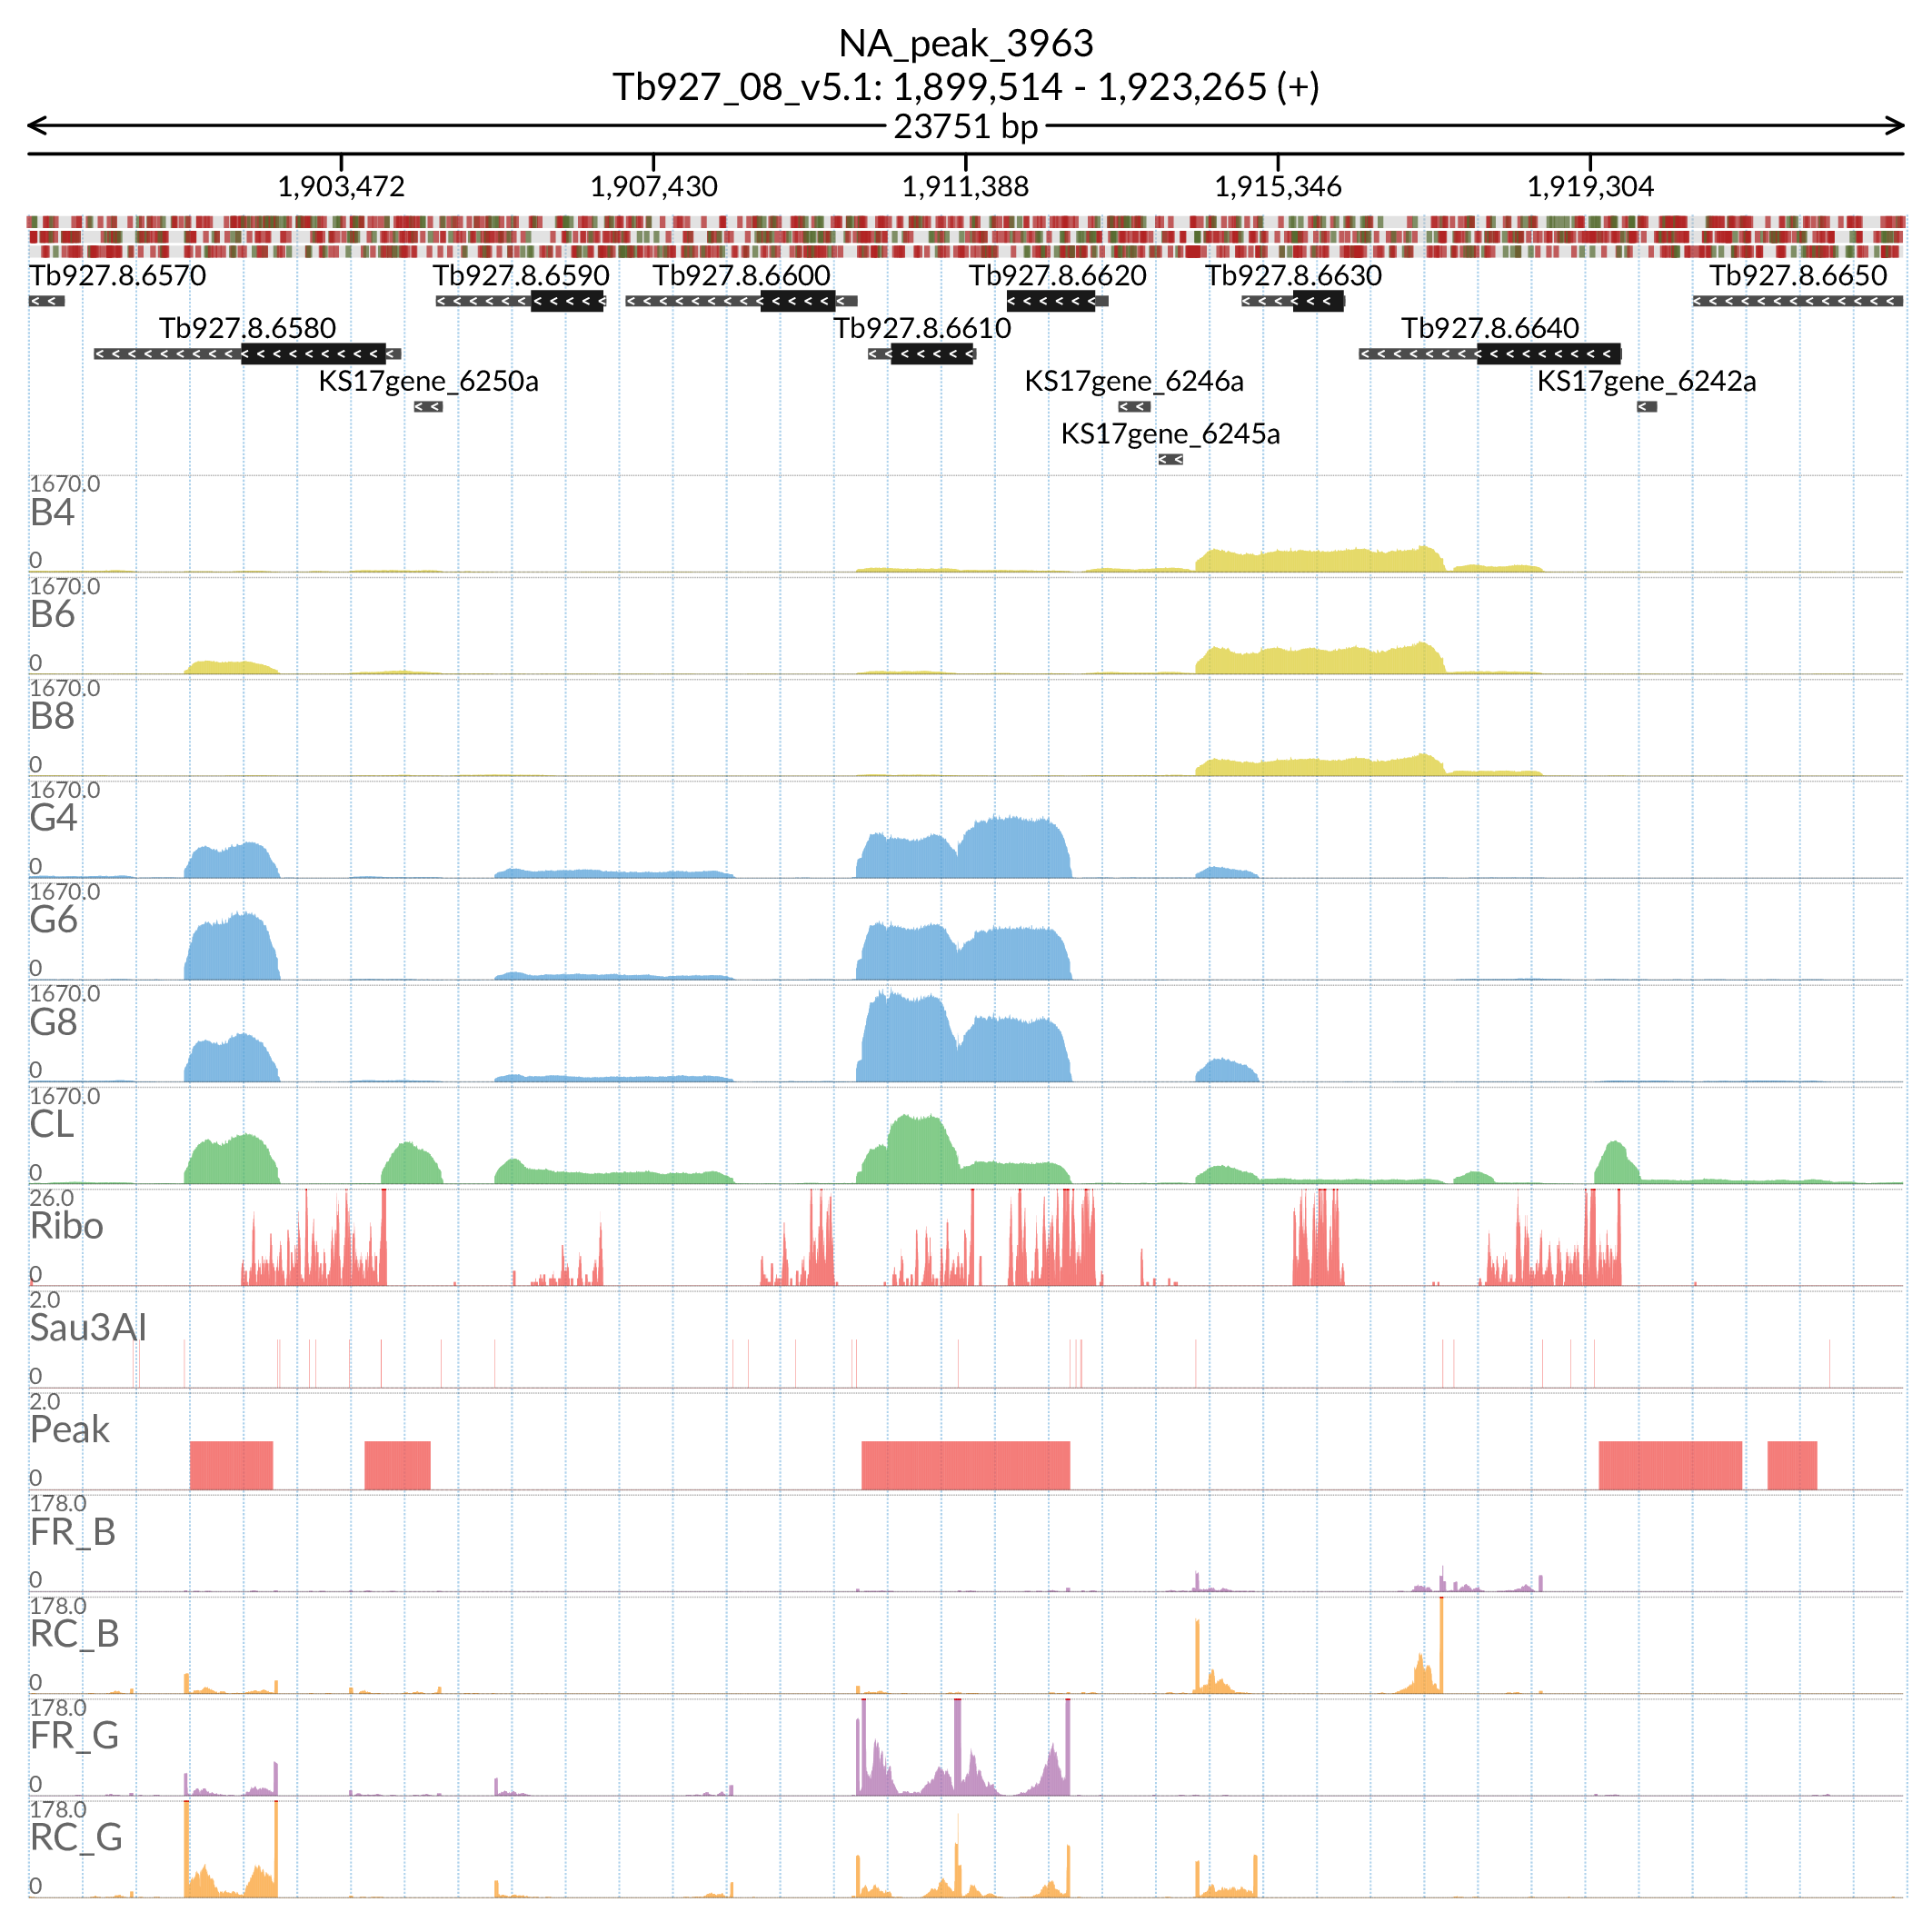 NA_peak_3963
Tb927_08_v5.1: 1,899,514 - 1,923,265 (+)
23751 bp
1,903,472 1,907,430 1,911,388 1,915,346 1,919,304
Tb927.8.6570 Tb927.8.6590 Tb927.8.6600 Tb927.8.6620 Tb927.8.6630 Tb927.8.6650
Tb927.8.6580 Tb927.8.6610 Tb927.8.6640
KS17gene_6250a KS17gene_6246a KS17gene_6242a
KS17gene_6245a
1670.0
B4
0
1670.0
B6
0
1670.0
B8
0
1670.0
G4
0
1670.0
G6
0
1670.0
G8
0
1670.0
CL
0
26.0
Ribo
0
2.0
Sau3AI
0
2.0
Peak
0
178.0
FR_B
0
178.0
RC_B
0
178.0
FR_G
0
178.0
RC_G
0